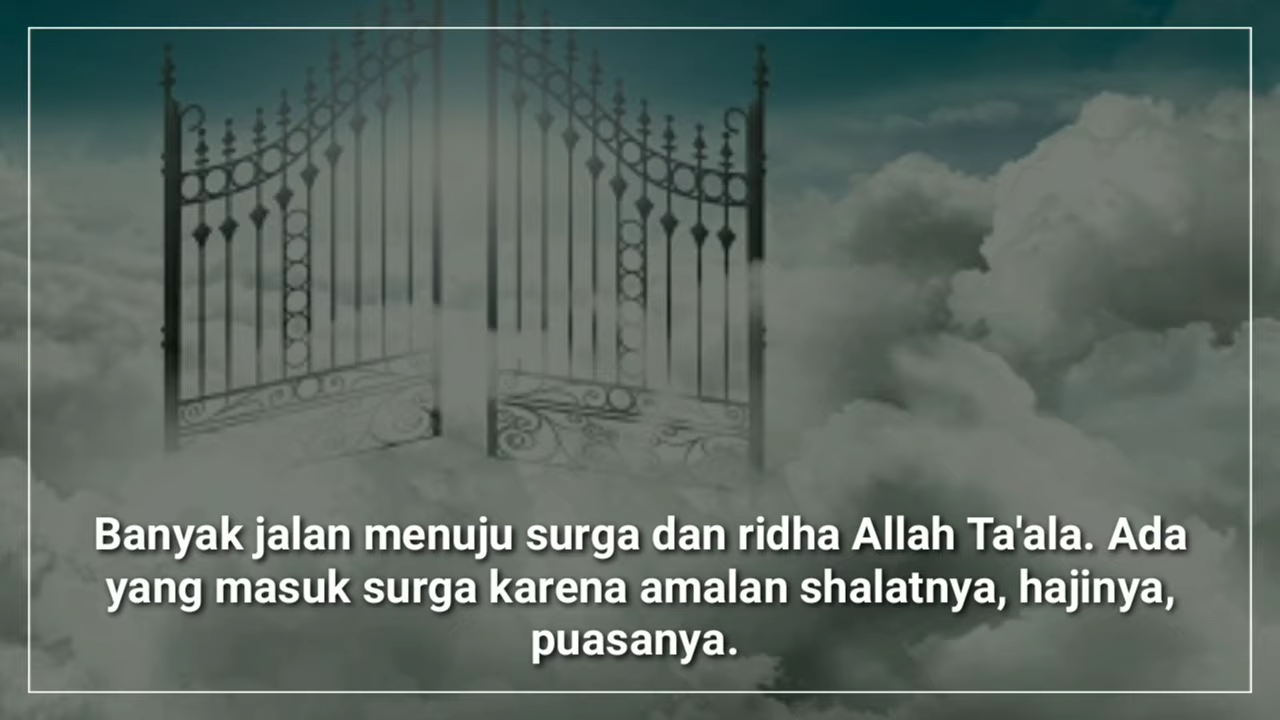 Banyak jalan menuju surga dan ridha Allah Ta'ala. Ada
yang masuk surga karena amalan shalatnya, hajinya,
puasanya.